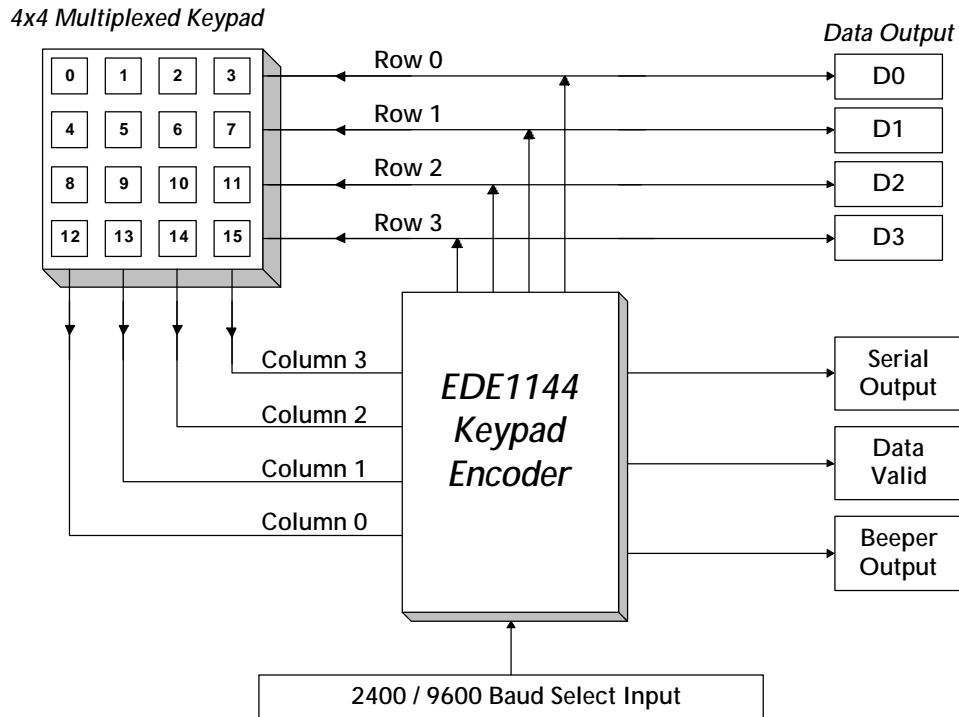 4x4 Multiplexed Keypad
Data Output
0 1 2 3
Row 0
D0
4 5 6 7
Row 1
D1
8 9 10 11
Row 2
D2
12 13 14 15
Row 3
D3
Column 3
Column 2
Column 1
Column 0
EDE1144
Keypad
Encoder
Serial
Output
Data
Valid
Beeper
Output
2400 / 9600 Baud Select Input